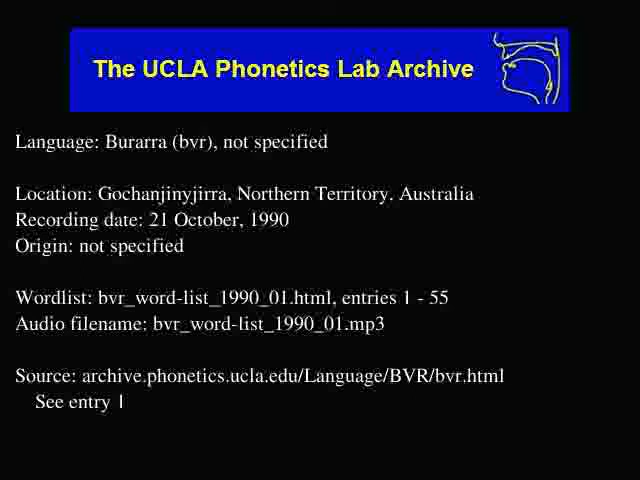 The UCLA Phonetics Lab Archive
Language: Burarra (bvr), not specified
Location: Gochanjinyjirra, Northern Territory. Australia
Recording date: 21 October, 1990
Origin: not specified
Wordlist: bvr_word-list_1990_01.html, entries 1 - 55
Audio filename: bvr_word-list_1990_01.mp3
Source: archive.phonetics.ucla.edu/Language/BVR/bvr.html
See entry 1